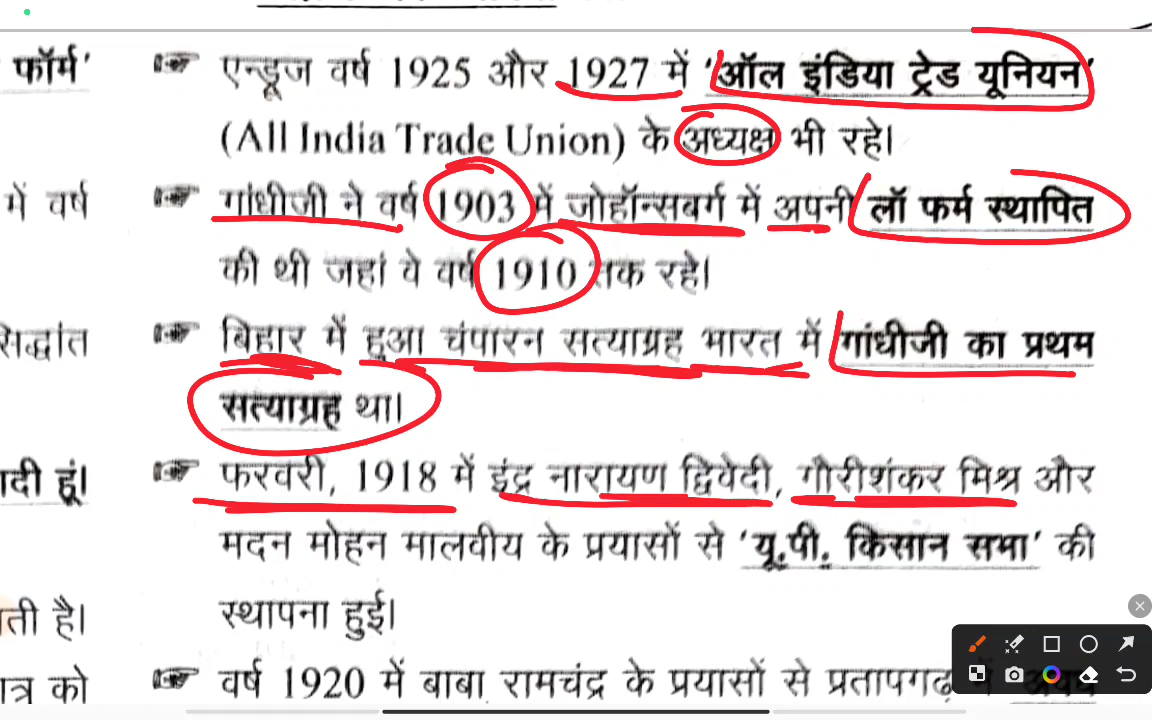 फॉर्म'
में वर्ष
सिद्धांत
ादी हूं।
ाती है।
ात्र को
एन्ड्रूज वर्ष 1925 और 1927 में 'ऑल इंडिया ट्रेड यूनियन'
(All India Trade Union) के अध्यक्ष भी रहे।
गांधीजी ने वर्ष 1903 में जोहॉन्सबर्ग में अपनी लॉ फर्म स्थापित
की थी जहां वे वर्ष 1910 तक रहे।
बिहार में हुआ चंपारन सत्याग्रह भारत में गांधीजी का प्रथम
सत्याग्रह था।
फरवरी, 1918 में इंद्र नारायण द्विवेदी, गौरीशंकर मिश्र और
मदन मोहन मालवीय के प्रयासों से 'यू.पी. किसान सभा' की
स्थापना हुई।
वर्ष 1920 में बाबा रामचंद्र के प्रयासों से प्रतापगढ़